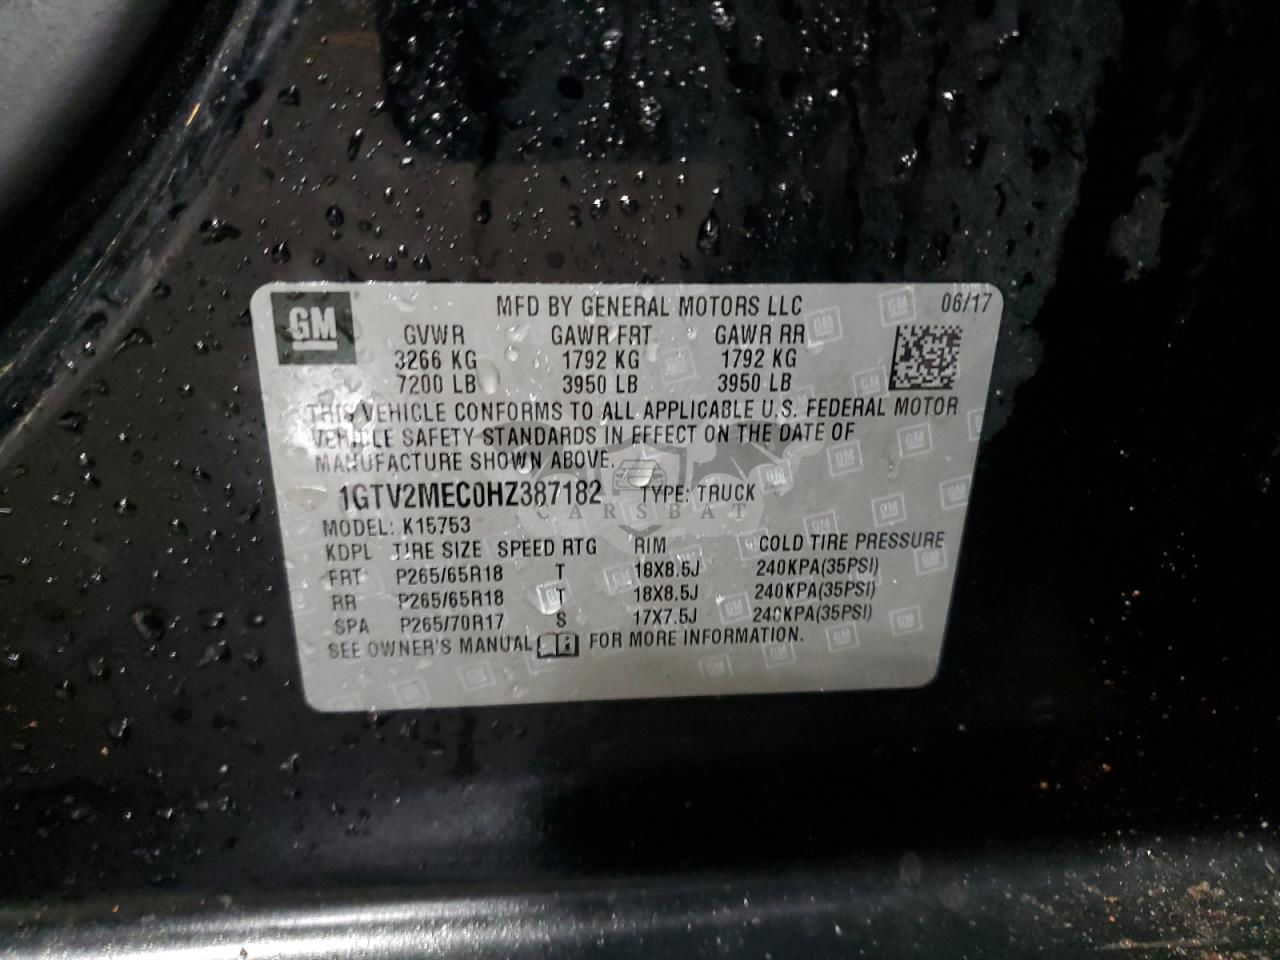 GM MFD BY GENERAL MOTORS LLC 06/17
GVWR GAWR FRT GAWR RR
3266 KG 1792 KG 1792 KG
7200 LB 3950 LB 3950 LB
THIS VEHICLE CONFORMS TO ALL APPLICABLE U.S. FEDERAL MOTOR
VEHICLE SAFETY STANDARDS IN EFFECT ON THE DATE OF
MANUFACTURE SHOWN ABOVE.
1GTV2MEC0HZ387182 TYPE: TRUCK
CARSBAT
MODEL: K15753
KDPL TIRE SIZE SPEED RTG RIM COLD TIRE PRESSURE
FRT P265/65R18 T 18X8.5J 240KPA(35PSI)
RR P265/65R18 T 18X8.5J 240KPA(35PSI)
SPA P265/70R17 S 17X7.5J 240KPA(35PSI)
SEE OWNER'S MANUAL FOR MORE INFORMATION.